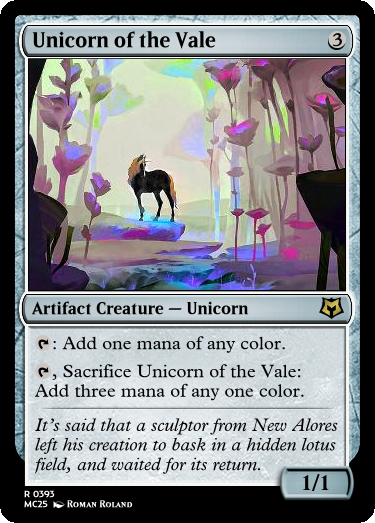 Unicorn of the Vale 3
Artifact Creature — Unicorn
: Add one mana of any color.
, Sacrifice Unicorn of the Vale:
Add three mana of any one color.
It's said that a sculptor from New Alores
left his creation to bask in a hidden lotus
field, and waited for its return.
1/1
R 0393
MC25 Roman Roland